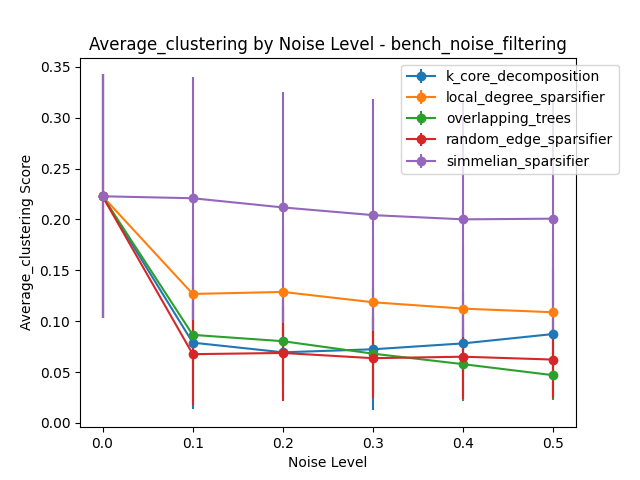 Average_clustering by Noise Level - bench_noise_filtering
Average_clustering Score
0.35
0.30
0.25
0.20
0.15
0.10
0.05
0.00
k_core_decomposition
local_degree_sparsifier
overlapping_trees
random_edge_sparsifier
simmelian_sparsifier
0.0 0.1 0.2 0.3 0.4 0.5
Noise Level